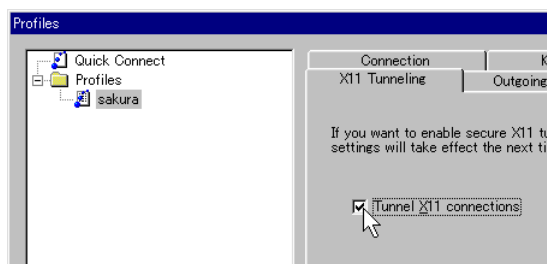 Profiles
Quick Connect
Profiles
sakura
Connection
K
X11 Tunneling
Outgoing
If you want to enable secure X11 tu
settings will take effect the next ti
Tunnel X11 connections